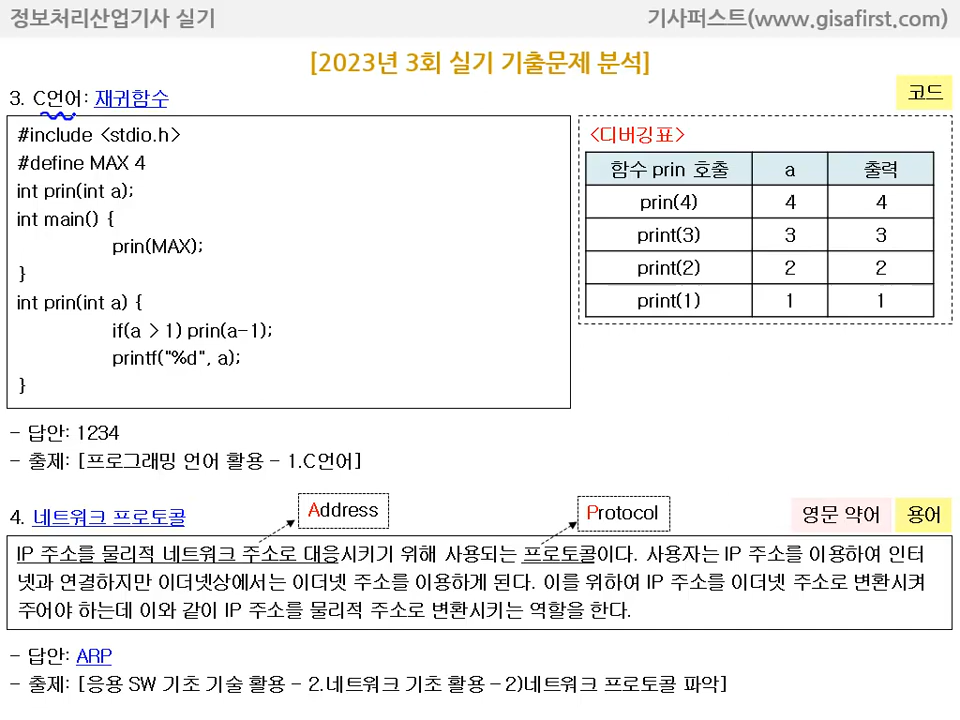 정보처리산업기사 실기
기사퍼스트(www.gisafirst.com)
[2023년 3회 실기 기출문제 분석]
3. C언어: 재귀함수
코드
#include <stdio.h>
#define MAX 4
int prin(int a);
int main() {
prin(MAX);
}
int prin(int a) {
if(a > 1) prin(a-1);
printf("%d", a);
}
<디버깅표>
함수 prin 호출 a 출력
prin(4) 4 4
print(3) 3 3
print(2) 2 2
print(1) 1 1
- 답안: 1234
- 출제: [프로그래밍 언어 활용 - 1.C언어]
4. 네트워크 프로토콜
Address
Protocol
영문 약어
용어
IP 주소를 물리적 네트워크 주소로 대응시키기 위해 사용되는 프로토콜이다. 사용자는 IP 주소를 이용하여 인터
넷과 연결하지만 이더넷상에서는 이더넷 주소를 이용하게 된다. 이를 위하여 IP 주소를 이더넷 주소로 변환시켜
주어야 하는데 이와 같이 IP 주소를 물리적 주소로 변환시키는 역할을 한다.
- 답안: ARP
- 출제: [응용 SW 기초 기술 활용 - 2.네트워크 기초 활용 - 2)네트워크 프로토콜 파악]